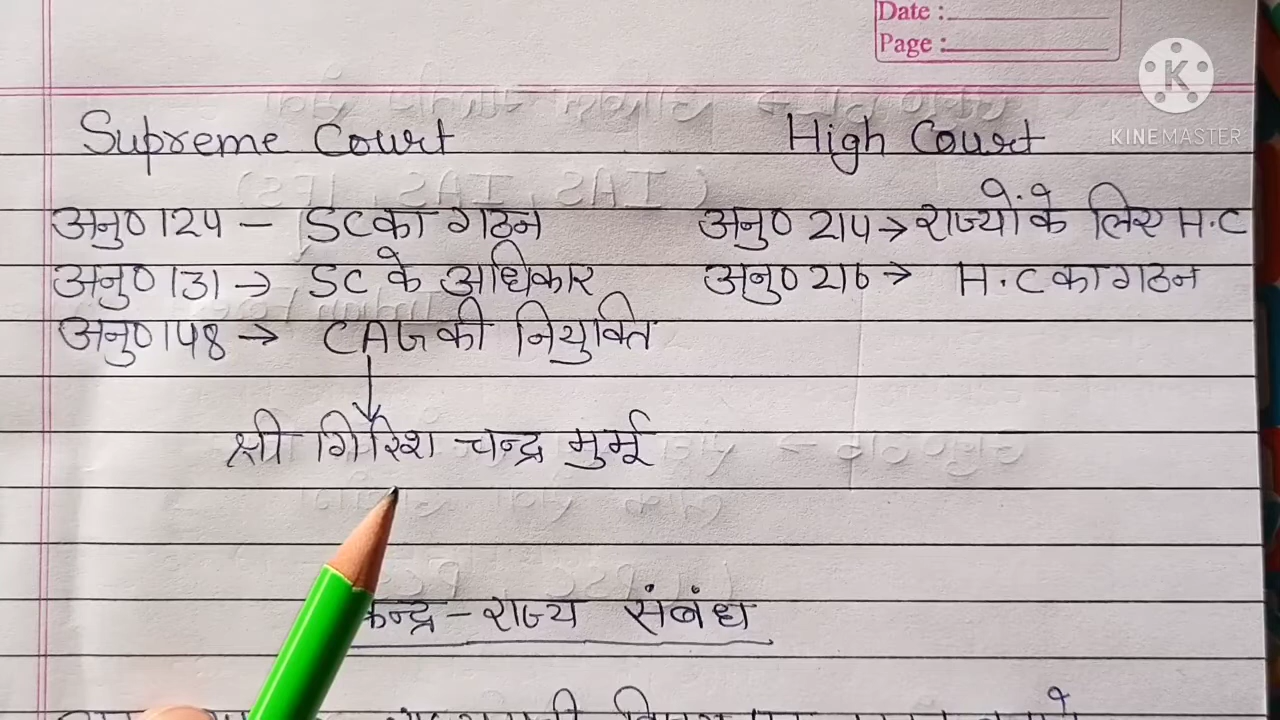 Date :
Page :
KINEMASTER
Supreme Court
High Court
अनु० 124 – SC का गठन
अनु० 131 → SC के अधिकार
अनु० 148 → CAG की नियुक्ति
श्री गिरिश चन्द्र मुर्मू
अनु० 214 → राज्यों के लिए H.C
अनु० 216 → H.C का गठन
केन्द्र – राज्य संबंध